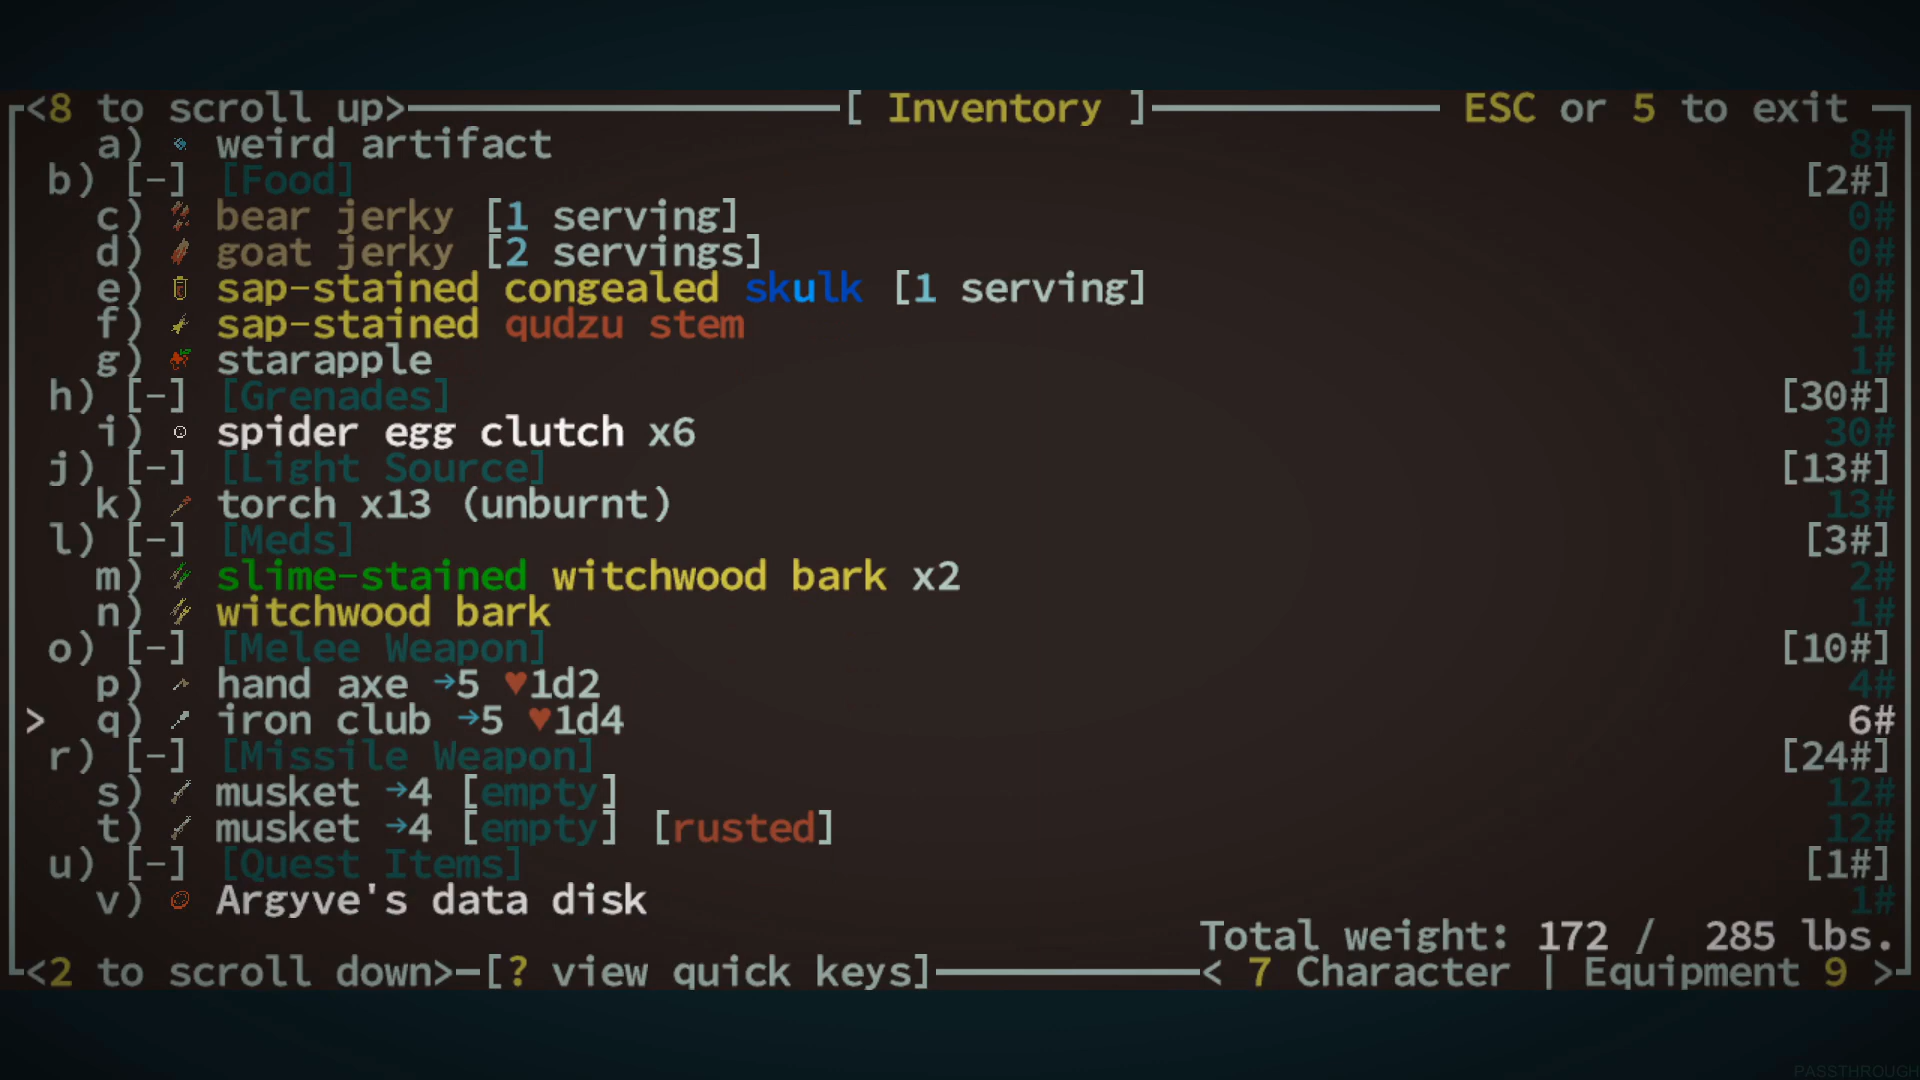 <8 to scroll up> [ Inventory ] ESC or 5 to exit
a) weird artifact 8#
b) [-] [Food] [2#]
c) bear jerky [1 serving] 0#
d) goat jerky [2 servings] 0#
e) sap-stained congealed skulk [1 serving] 0#
f) sap-stained qudzu stem 1#
g) starapple 1#
h) [-] [Grenades] [30#]
i) spider egg clutch x6 30#
j) [-] [Light Source] [13#]
k) torch x13 (unburnt) 13#
l) [-] [Meds] [3#]
m) slime-stained witchwood bark x2 2#
n) witchwood bark 1#
o) [-] [Melee Weapon] [10#]
p) hand axe →5 ♥1d2 4#
> q) iron club →5 ♥1d4 6#
r) [-] [Missile Weapon] [24#]
s) musket →4 [empty] 12#
t) musket →4 [empty] [rusted] 12#
u) [-] [Quest Items] [1#]
v) Argyve's data disk 1#
Total weight: 172 / 285 lbs.
<2 to scroll down> [? view quick keys] < 7 Character | Equipment 9 >
PASSTHROUGH